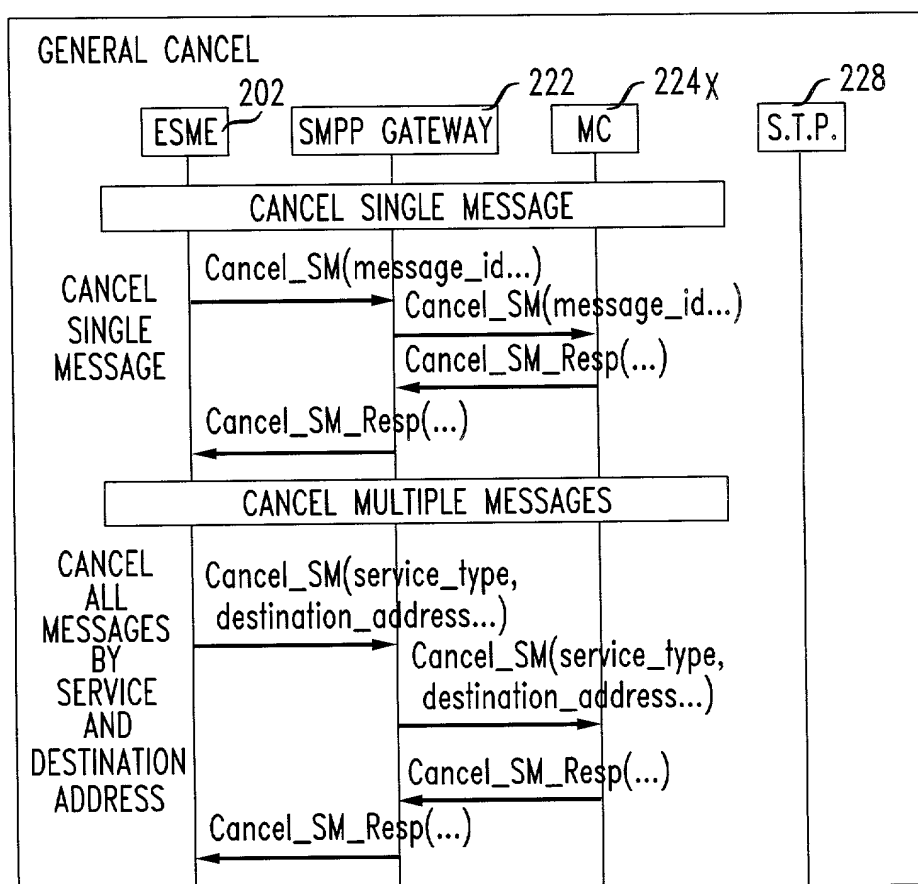 GENERAL CANCEL
202
222
224X
228
ESME
SMPP GATEWAY
MC
S.T.P.
CANCEL SINGLE MESSAGE
CANCEL
SINGLE
MESSAGE
Cancel_SM(message_id...)
Cancel_SM(message_id...)
Cancel_SM_Resp(...)
Cancel_SM_Resp(...)
CANCEL MULTIPLE MESSAGES
CANCEL
ALL
MESSAGES
BY
SERVICE
AND
DESTINATION
ADDRESS
Cancel_SM(service_type,
destination_address...)
Cancel_SM(service_type,
destination_address...)
Cancel_SM_Resp(...)
Cancel_SM_Resp(...)